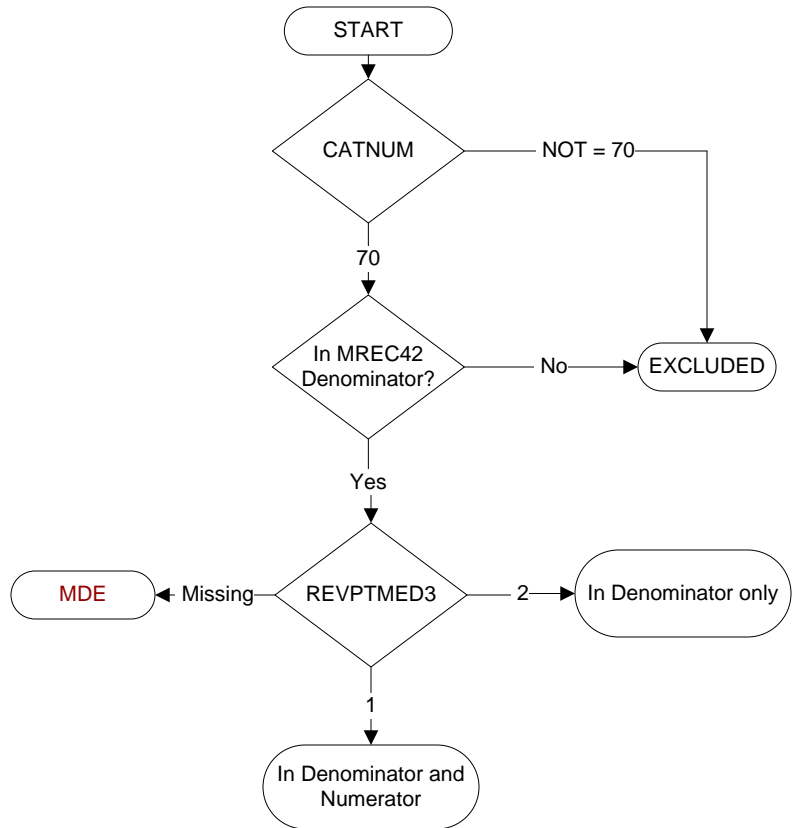 START
CATNUM
NOT = 70
70
In MREC42
Denominator?
No
EXCLUDED
Yes
MDE
Missing
REVPTMED3
2
In Denominator only
1
In Denominator and
Numerator